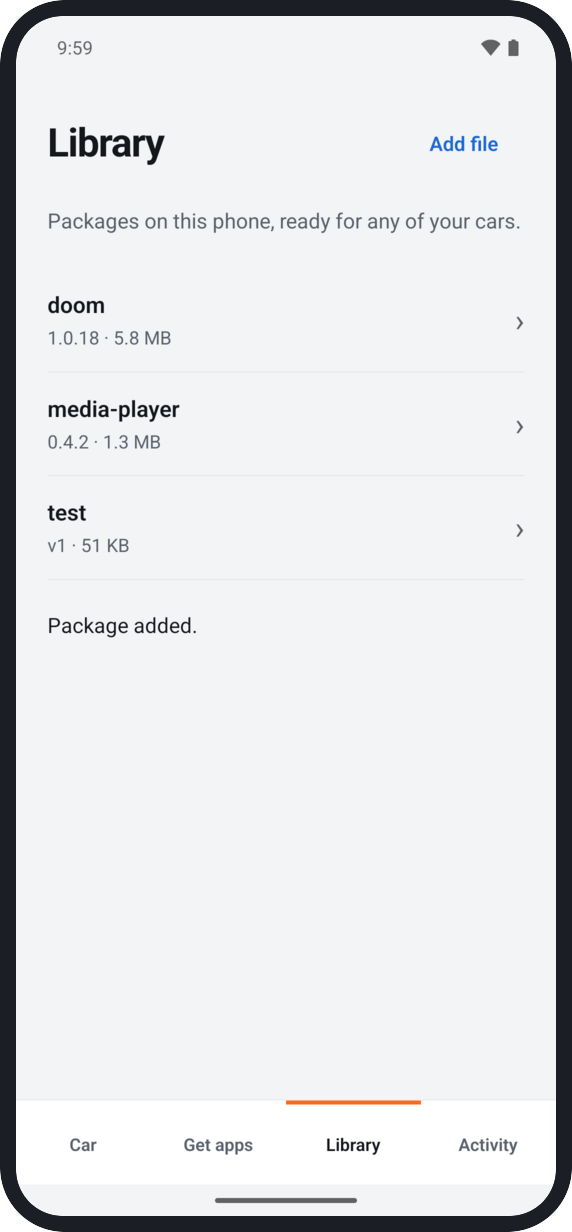 9:59
Library
Add file
Packages on this phone, ready for any of your cars.
doom
1.0.18 · 5.8 MB
media-player
0.4.2 · 1.3 MB
test
v1 · 51 KB
Package added.
Car
Get apps
Library
Activity